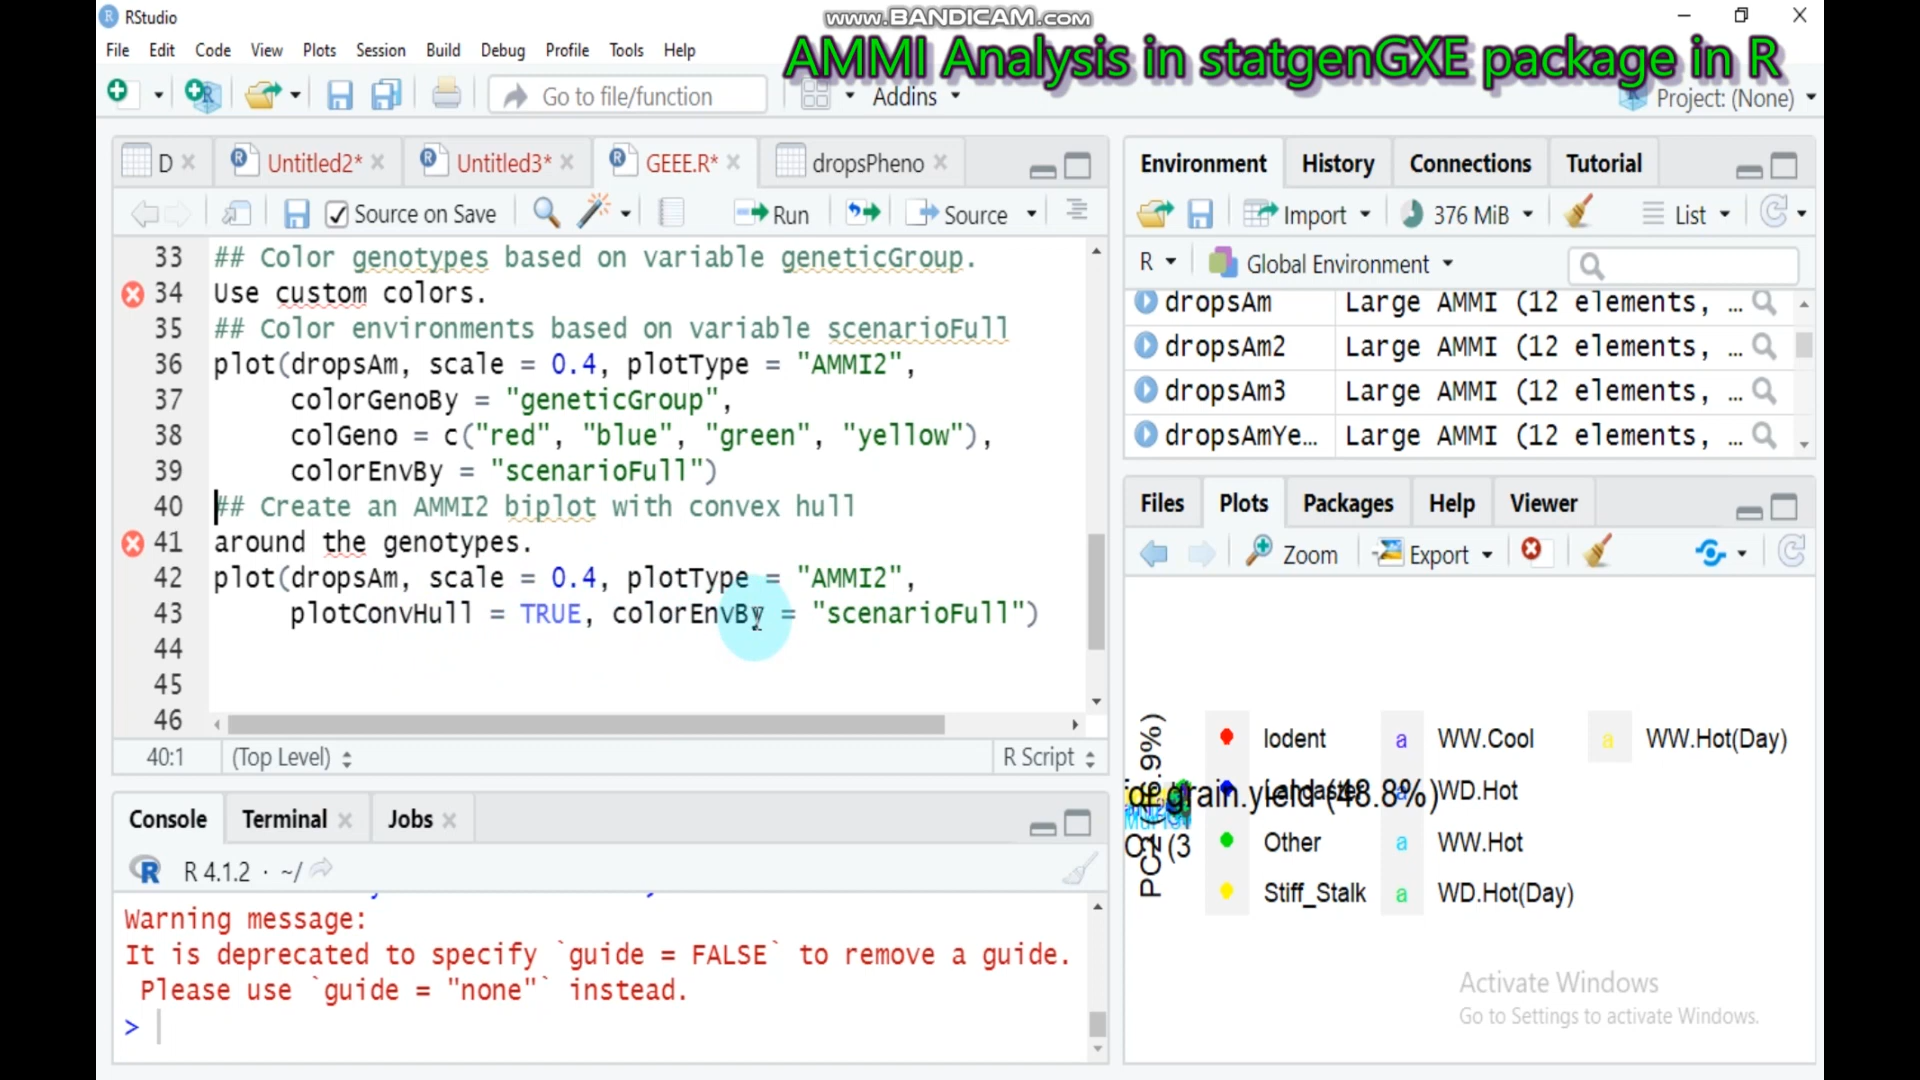 RStudio
www.BANDICAM.com
File Edit Code View Plots Session Build Debug Profile Tools Help
AMMI Analysis in statgenGXE package in R
Go to file/function
Addins
Project: (None)
D
Untitled2*
Untitled3*
GEEE.R*
dropsPheno
Source on Save
Run
Source
33 ## Color genotypes based on variable geneticGroup.
34 Use custom colors.
35 ## Color environments based on variable scenarioFull
36 plot(dropsAm, scale = 0.4, plotType = "AMMI2",
37 colorGenoBy = "geneticGroup",
38 colGeno = c("red", "blue", "green", "yellow"),
39 colorEnvBy = "scenarioFull")
40 ## Create an AMMI2 biplot with convex hull
41 around the genotypes.
42 plot(dropsAm, scale = 0.4, plotType = "AMMI2",
43 plotConvHull = TRUE, colorEnvBy = "scenarioFull")
44
45
46
40:1 (Top Level) R Script
Console Terminal Jobs
R 4.1.2 · ~/
Warning message:
It is deprecated to specify `guide = FALSE` to remove a guide.
Please use `guide = "none"` instead.
>
Environment History Connections Tutorial
Import 376 MiB List
R Global Environment
dropsAm Large AMMI (12 elements, …
dropsAm2 Large AMMI (12 elements, …
dropsAm3 Large AMMI (12 elements, …
dropsAmYe… Large AMMI (12 elements, …
Files Plots Packages Help Viewer
Zoom Export
Iodent a WW.Cool a WW.Hot(Day)
Lancaster WD.Hot
grain.yield (48.8%)
Other a WW.Hot
Stiff_Stalk a WD.Hot(Day)
Activate Windows
Go to Settings to activate Windows.